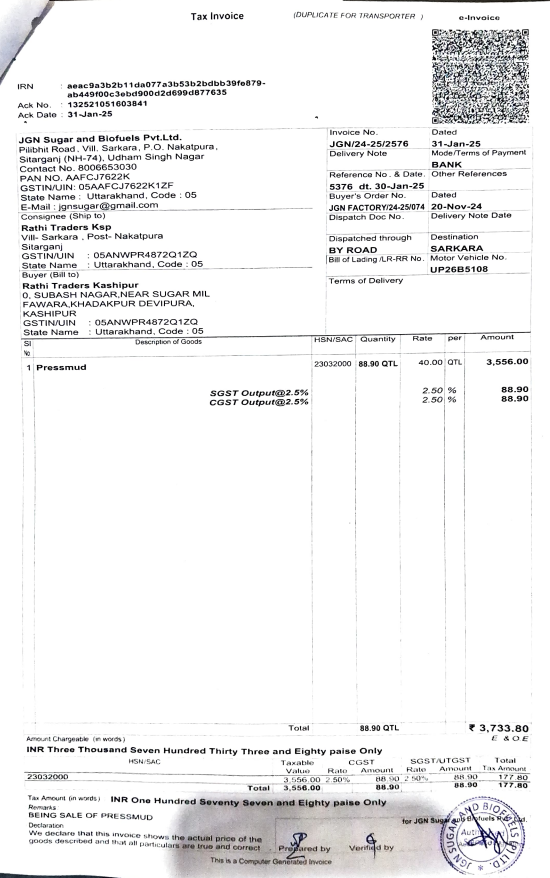 Tax Invoice
(DUPLICATE FOR TRANSPORTER )
e-Invoice
IRN : aeac9a3b2b11da077a3b53b2bdbb39fe879-
ab449f00c3ebd900d2d699d877635
Ack No. : 132521051603841
Ack Date : 31-Jan-25
JGN Sugar and Biofuels Pvt.Ltd.
Pilibhit Road, Vill. Sarkara, P.O. Nakatpura,
Sitarganj (NH-74), Udham Singh Nagar
Contact No. 8006653030
PAN NO. AAFCJ7622K
GSTIN/UIN: 05AAFCJ7622K1ZF
State Name : Uttarakhand, Code : 05
E-Mail : jgnsugar@gmail.com
Consignee (Ship to)
Rathi Traders Ksp
Vill- Sarkara , Post- Nakatpura
Sitarganj
GSTIN/UIN : 05ANWPR4872Q1ZQ
State Name : Uttarakhand, Code : 05
Buyer (Bill to)
Rathi Traders Kashipur
0, SUBASH NAGAR,NEAR SUGAR MIL
FAWARA,KHADAKPUR DEVIPURA,
KASHIPUR
GSTIN/UIN : 05ANWPR4872Q1ZQ
State Name : Uttarakhand, Code : 05
Invoice No. Dated
JGN/24-25/2576 31-Jan-25
Delivery Note Mode/Terms of Payment
BANK
Reference No. & Date. Other References
5376 dt. 30-Jan-25
Buyer's Order No. Dated
JGN FACTORY/24-25/074 20-Nov-24
Dispatch Doc No. Delivery Note Date
Dispatched through Destination
BY ROAD SARKARA
Bill of Lading /LR-RR No. Motor Vehicle No.
UP26B5108
Terms of Delivery
Sl No Description of Goods HSN/SAC Quantity Rate per Amount
1 Pressmud 23032000 88.90 QTL 40.00 QTL 3,556.00
SGST Output@2.5% 2.50 % 88.90
CGST Output@2.5% 2.50 % 88.90
Total 88.90 QTL ₹ 3,733.80
Amount Chargeable (in words) E & O.E
INR Three Thousand Seven Hundred Thirty Three and Eighty paise Only
HSN/SAC Taxable CGST SGST/UTGST Total
Value Rate Amount Rate Amount Tax Amount
23032000 3,556.00 2.50% 88.90 2.50% 88.90 177.80
Total 3,556.00 88.90 88.90 177.80
Tax Amount (in words) INR One Hundred Seventy Seven and Eighty paise Only
Remarks
BEING SALE OF PRESSMUD
Declaration
We declare that this invoice shows the actual price of the
goods described and that all particulars are true and correct
for JGN Sugar and Biofuels Pvt. Ltd.
Prepared by Verified by
JGN SUGAR AND BIOFUELS (P) LTD.
This is a Computer Generated Invoice